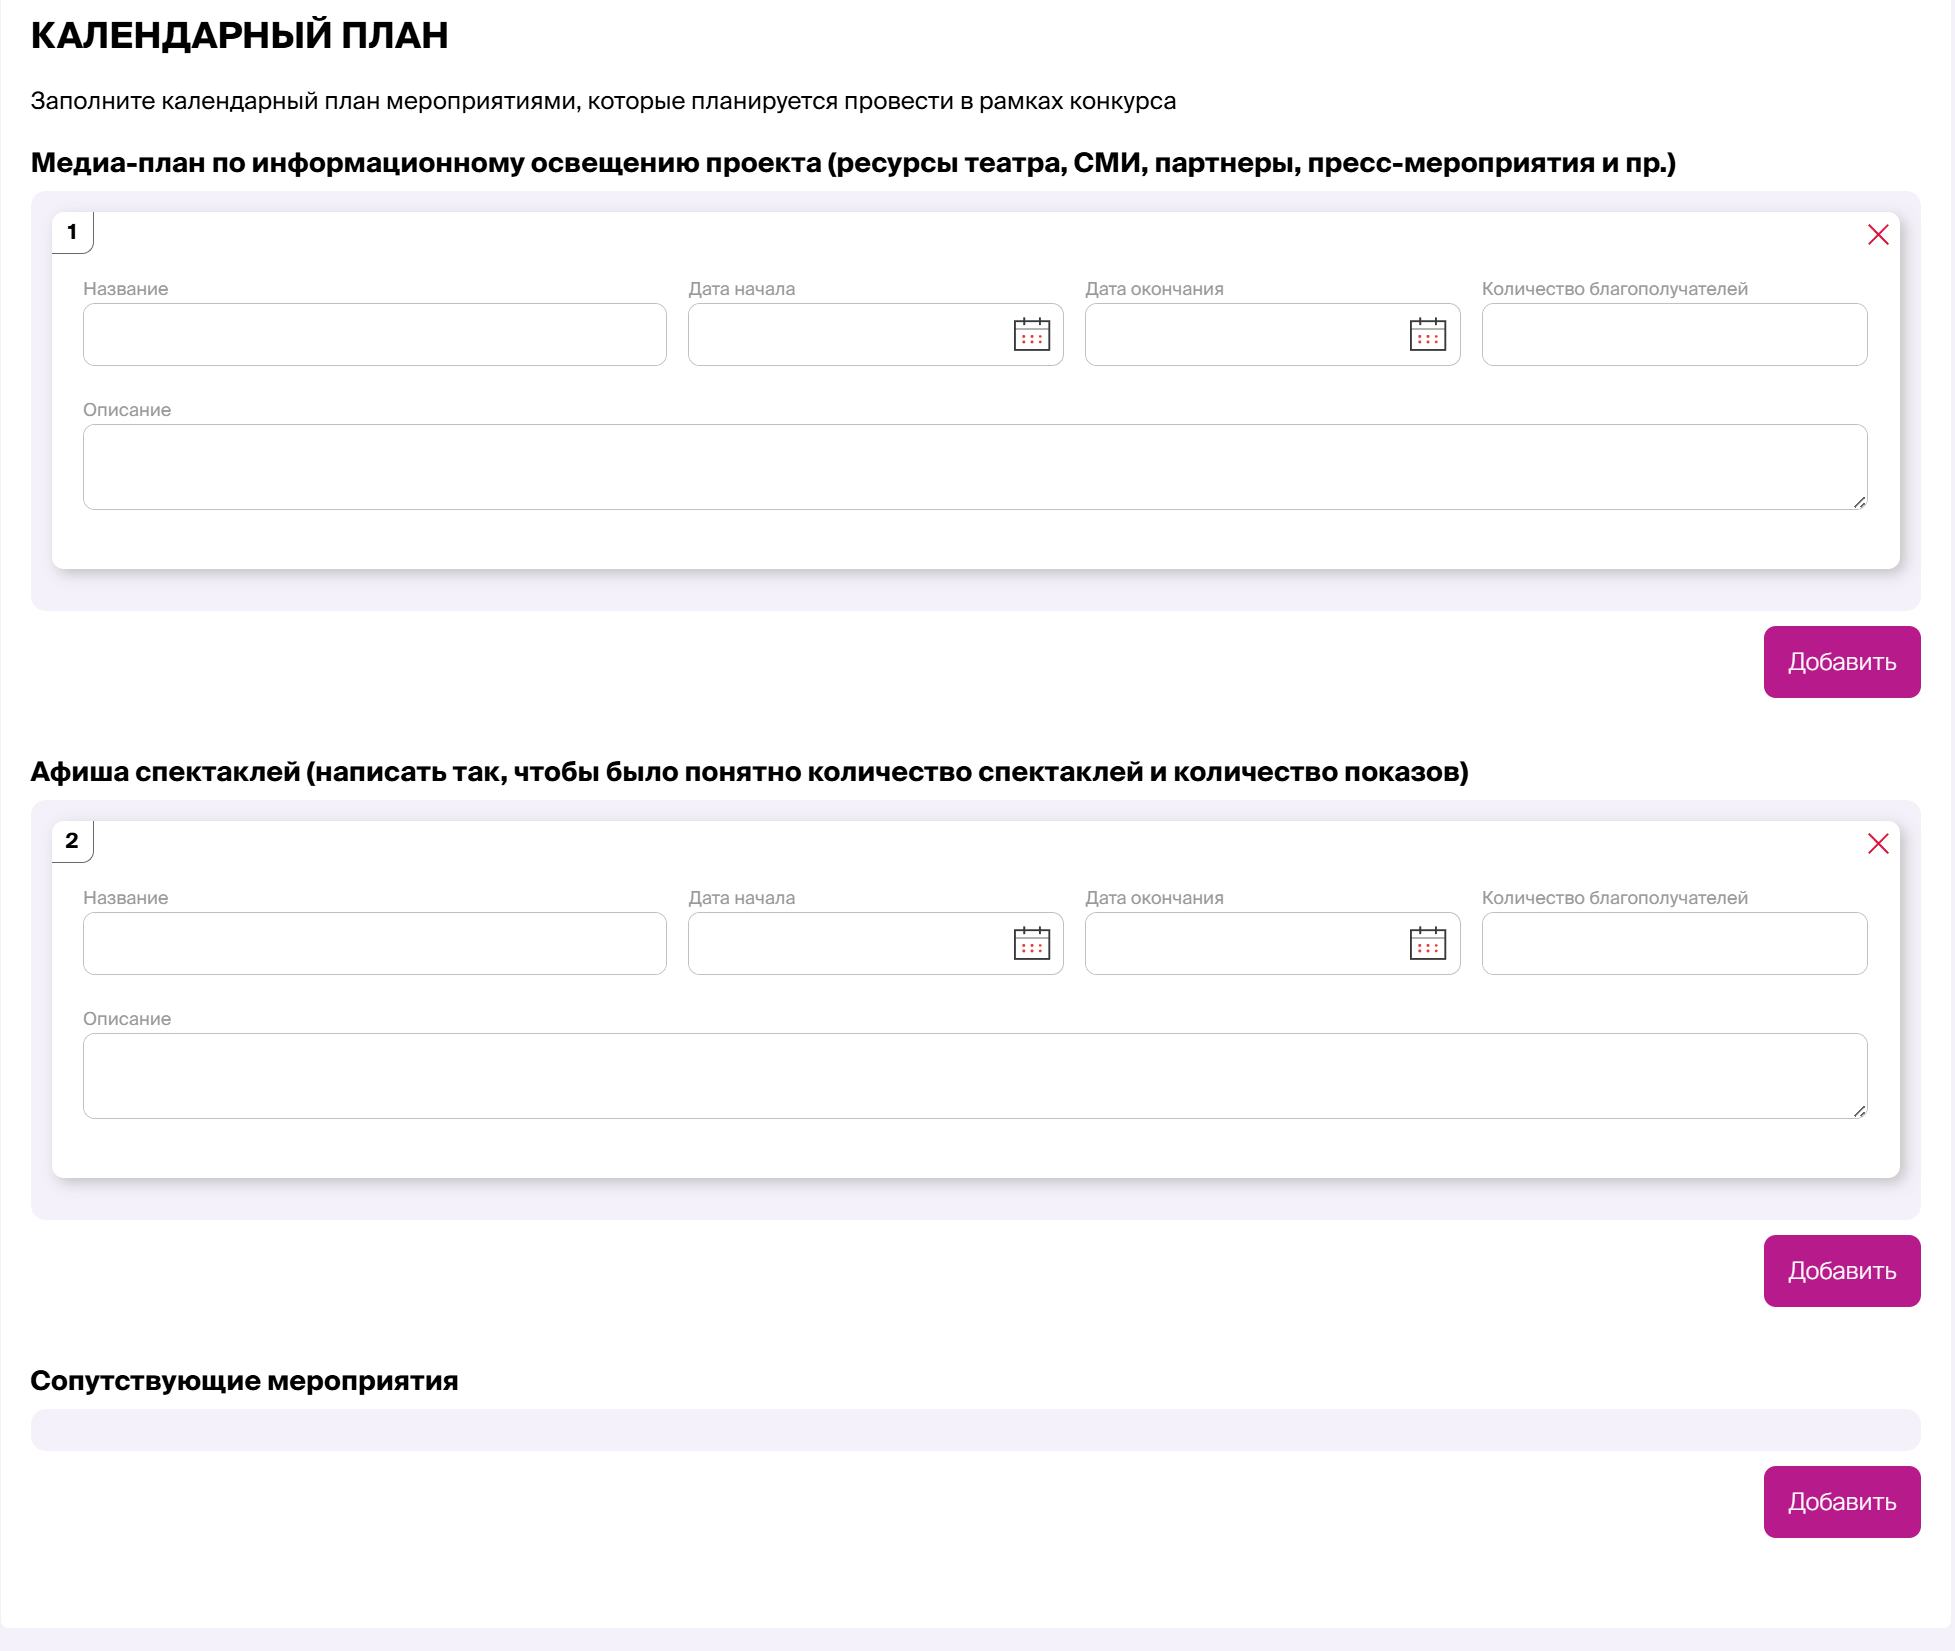 КАЛЕНДАРНЫЙ ПЛАН
Заполните календарный план мероприятиями, которые планируется провести в рамках конкурса
Медиа-план по информационному освещению проекта (ресурсы театра, СМИ, партнеры, пресс-мероприятия и пр.)
1
Название Дата начала Дата окончания Количество благополучателей
Описание
Добавить
Афиша спектаклей (написать так, чтобы было понятно количество спектаклей и количество показов)
2
Название Дата начала Дата окончания Количество благополучателей
Описание
Добавить
Сопутствующие мероприятия
Добавить